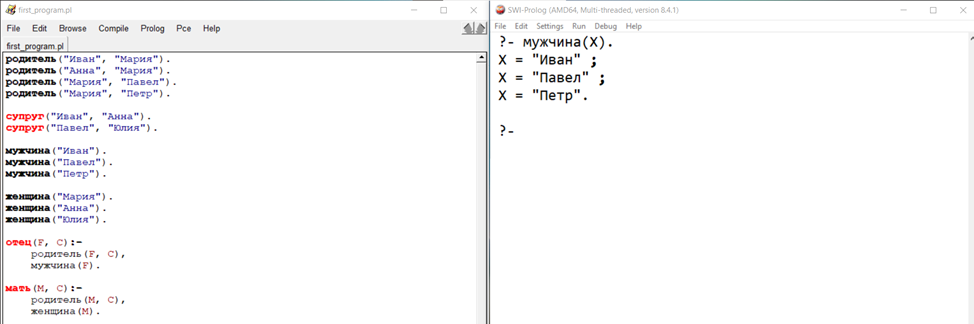 first_program.pl
File Edit Browse Compile Prolog Pce Help
first_program.pl
родитель("Иван", "Мария").
родитель("Анна", "Мария").
родитель("Мария", "Павел").
родитель("Мария", "Петр").
супруг("Иван", "Анна").
супруг("Павел", "Юлия").
мужчина("Иван").
мужчина("Павел").
мужчина("Петр").
женщина("Мария").
женщина("Анна").
женщина("Юлия").
отец(F, C):-
родитель(F, C),
мужчина(F).
мать(M, C):-
родитель(M, C),
женщина(M).
SWI-Prolog (AMD64, Multi-threaded, version 8.4.1)
File Edit Settings Run Debug Help
?- мужчина(X).
X = "Иван" ;
X = "Павел" ;
X = "Петр".
?-